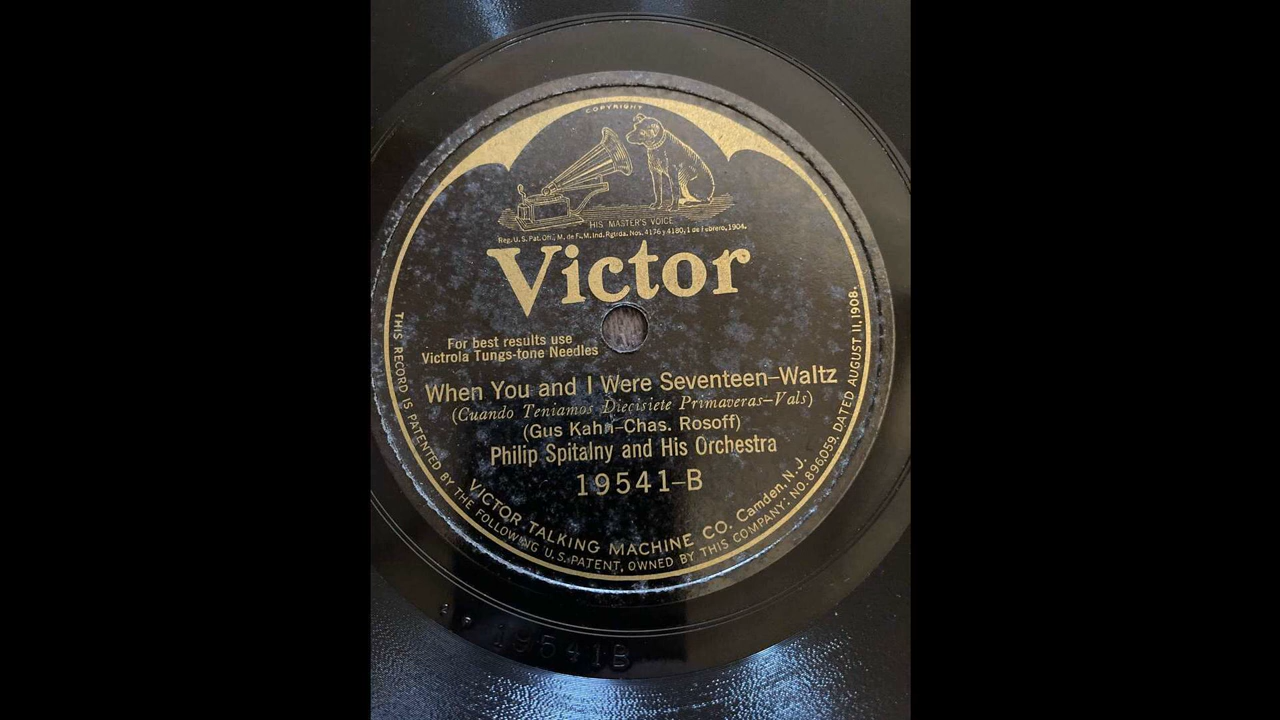 COPYRIGHT
HIS MASTER'S VOICE
Reg. U.S. Pat. Off., M. de F., M. Ind. Rgtrda. Nos. 4176 y 4180, 1 de Febrero, 1904.
Victor
For best results use
Victrola Tungs-tone Needles
When You and I Were Seventeen–Waltz
(Cuando Teniamos Diecisiete Primaveras–Vals)
(Gus Kahn–Chas. Rosoff)
Philip Spitalny and His Orchestra
19541–B
VICTOR TALKING MACHINE CO. Camden, N.J.
THIS RECORD IS PATENTED BY THE FOLLOWING U.S. PATENT, OWNED BY THIS COMPANY: NO. 896,059, DATED AUGUST 11, 1908.
19541B